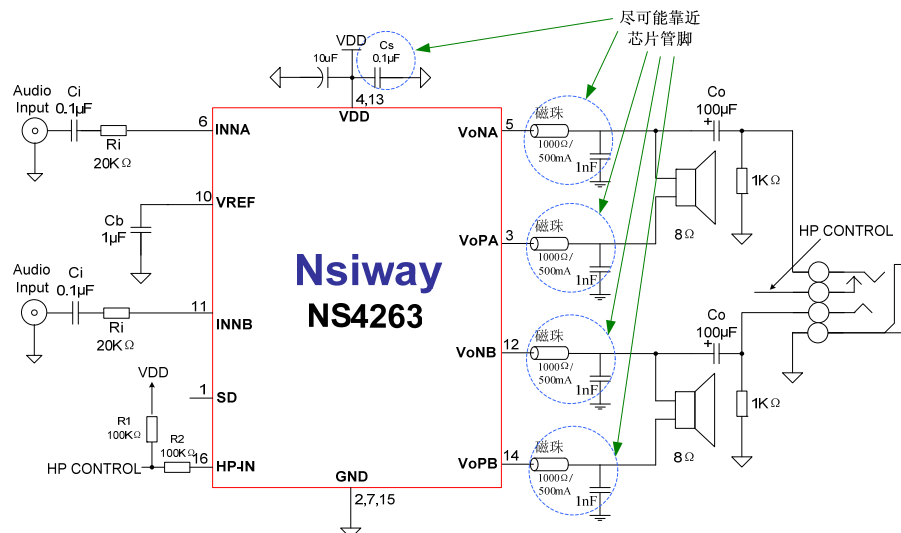 尽可能靠近
芯片管脚
VDD
10uF
Cs
0.1μF
4,13
VDD
Audio
Input
Ci
0.1μF
Ri
20KΩ
6
INNA
10
VREF
Cb
1μF
Audio
Input
Ci
0.1μF
Ri
20KΩ
11
INNB
1
SD
VDD
R1
100KΩ
R2
100KΩ
HP CONTROL
16
HP-IN
Nsiway
NS4263
GND
2,7,15
5
VoNA
磁珠
1000Ω/
500mA
1nF
3
VoPA
磁珠
1000Ω/
500mA
1nF
12
VoNB
磁珠
1000Ω/
500mA
1nF
14
VoPB
磁珠
1000Ω/
500mA
1nF
Co
100μF
+
1KΩ
8Ω
HP CONTROL
Co
100μF
+
1KΩ
8Ω